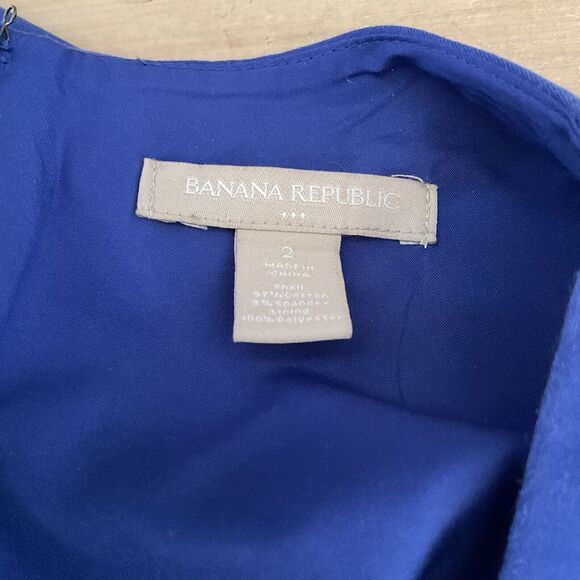 BANANA REPUBLIC
2
MADE IN
CHINA
Shell:
97% Cotton
3% Spandex
Lining
100% Polyester